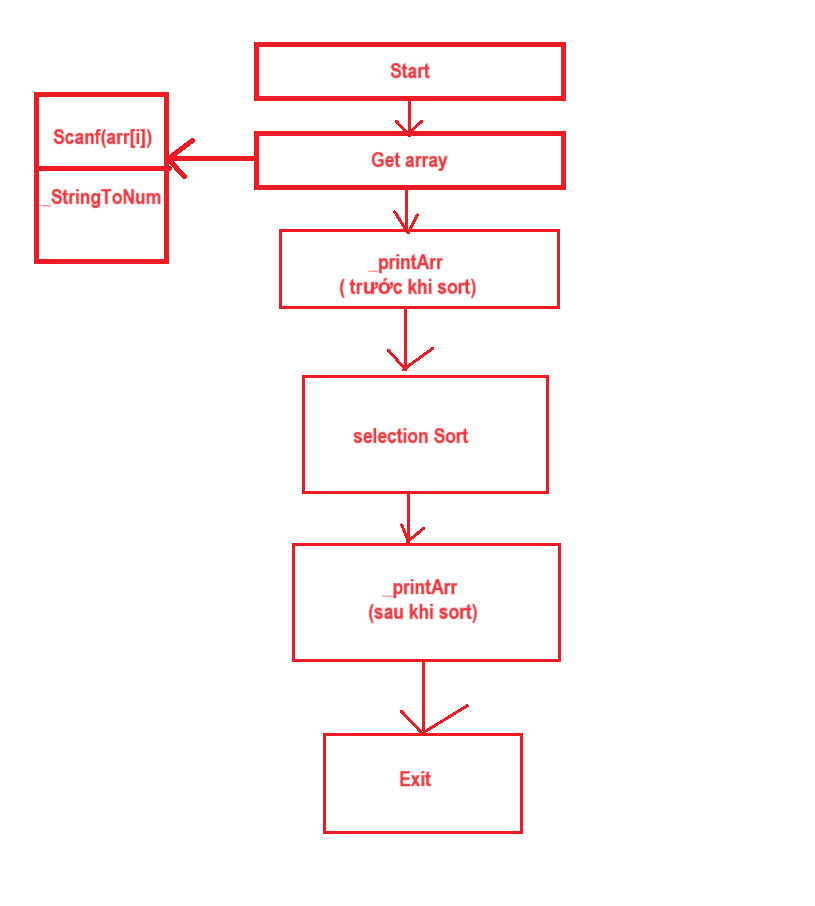 Start
Scanf(arr[i])
Get array
_StringToNum
_printArr
( trước khi sort)
selection Sort
_printArr
(sau khi sort)
Exit